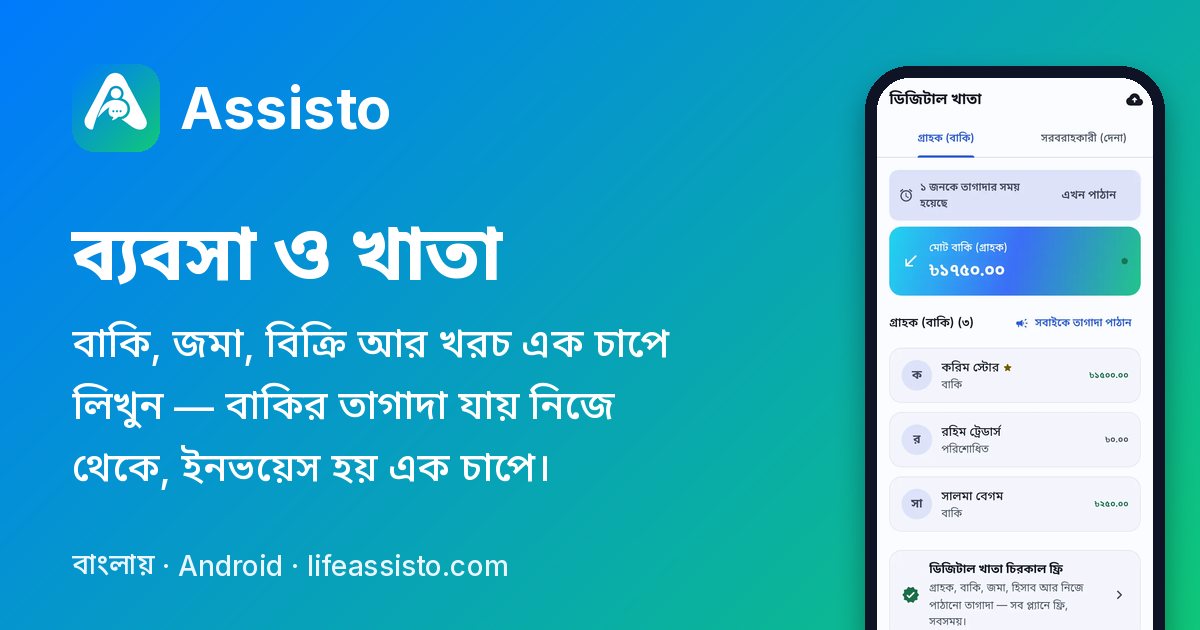 Assisto
ব্যবসা ও খাতা
বাকি, জমা, বিক্রি আর খরচ এক চাপে
লিখুন — বাকির তাগাদা যায় নিজে
থেকে, ইনভয়েস হয় এক চাপে।
বাংলায় · Android · lifeassisto.com
ডিজিটাল খাতা
গ্রাহক (বাকি) সরবরাহকারী (দেনা)
১ জনকে তাগাদার সময়
হয়েছে
এখন পাঠান
মোট বাকি (গ্রাহক)
৳১৭৫০.০০
গ্রাহক (বাকি) (৩) সবাইকে তাগাদা পাঠান
ক
করিম স্টোর
বাকি
৳১৫০০.০০
র
রহিম ট্রেডার্স
পরিশোধিত
৳০.০০
সা
সালমা বেগম
বাকি
৳২৫০.০০
ডিজিটাল খাতা চিরকাল ফ্রি
গ্রাহক, বাকি, জমা, হিসাব আর নিজে
পাঠানো তাগাদা — সব প্ল্যানে ফ্রি,
সবসময়।